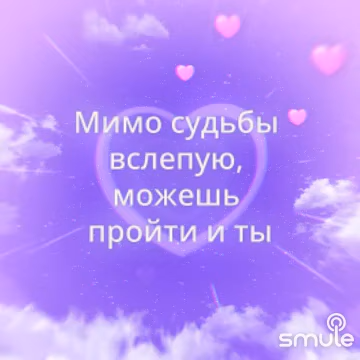 Мимо судьбы
вслепую,
можешь
пройти и ты
smule